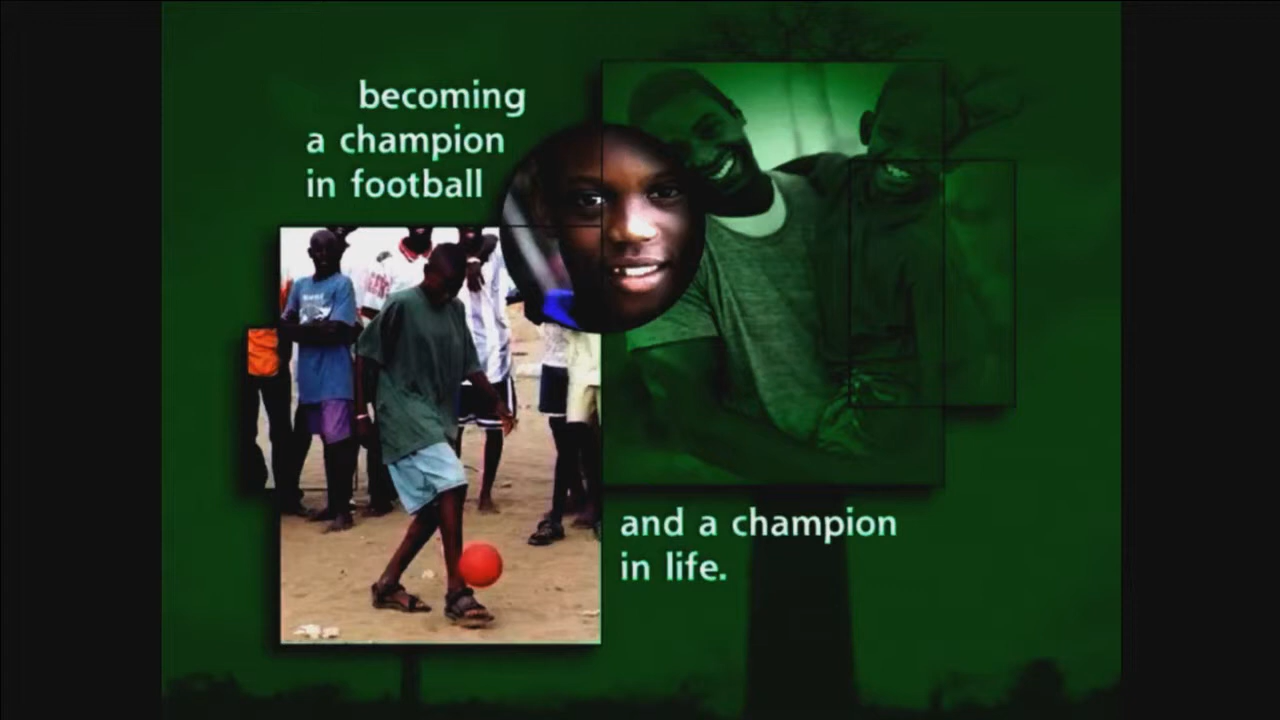 becoming
a champion
in football
and a champion
in life.